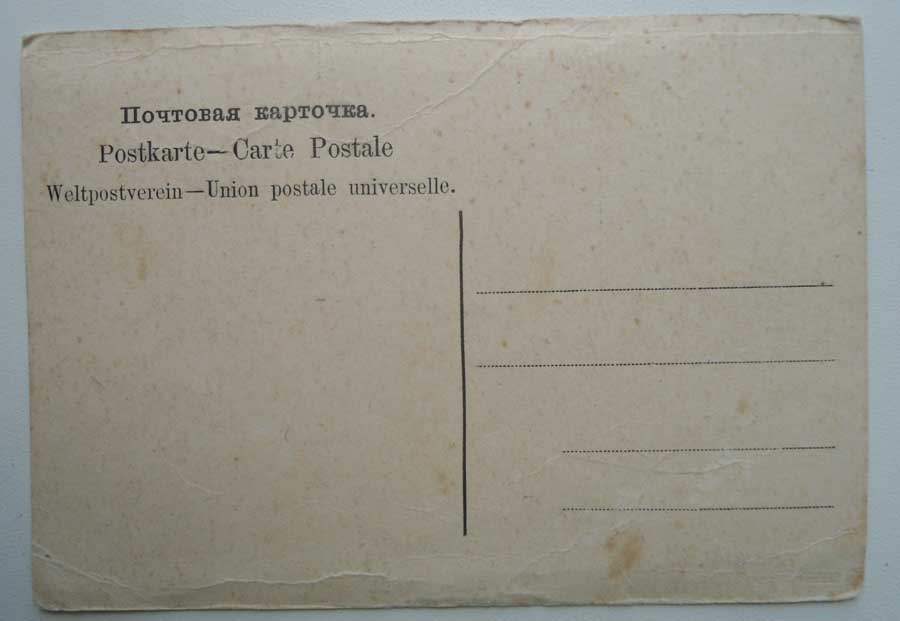 Почтовая карточка.
Postkarte—Carte Postale
Weltpostverein—Union postale universelle.